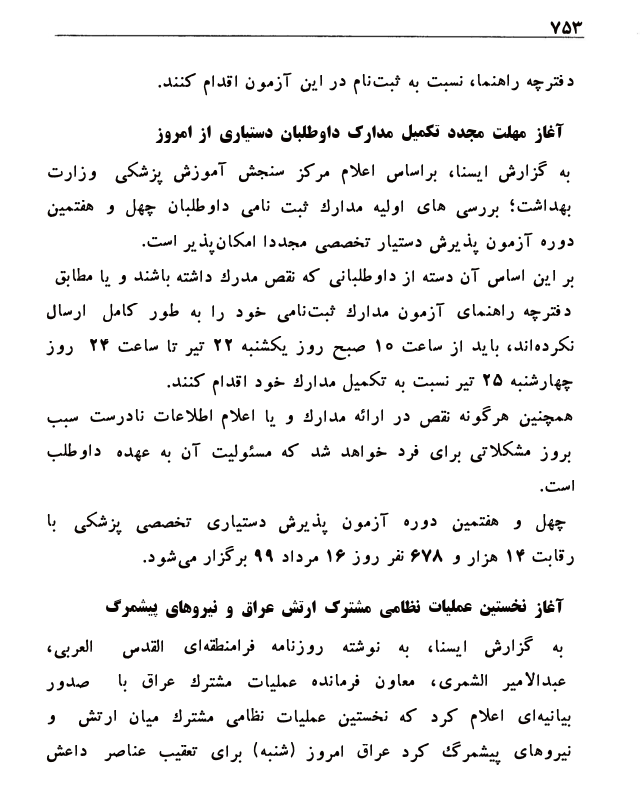 ۷۵۳
دفترچه راهنما، نسبت به ثبت‌نام در این آزمون اقدام کنند.
آغاز مهلت مجدد تکمیل مدارک داوطلبان دستیاری از امروز
به گزارش ایسنا، براساس اعلام مرکز سنجش آموزش پزشکی وزارت
بهداشت؛ بررسی های اولیه مدارک ثبت نامی داوطلبان چهل و هفتمین
دوره آزمون پذیرش دستیار تخصصی مجددا امکان‌پذیر است.
بر این اساس آن دسته از داوطلبانی که نقص مدرک داشته باشند و یا مطابق
دفترچه راهنمای آزمون مدارک ثبت‌نامی خود را به طور کامل ارسال
نکرده‌اند، باید از ساعت ۱۰ صبح روز یکشنبه ۲۲ تیر تا ساعت ۲۴ روز
چهارشنبه ۲۵ تیر نسبت به تکمیل مدارک خود اقدام کنند.
همچنین هرگونه نقص در ارائه مدارک و یا اعلام اطلاعات نادرست سبب
بروز مشکلاتی برای فرد خواهد شد که مسئولیت آن به عهده داوطلب
است.
چهل و هفتمین دوره آزمون پذیرش دستیاری تخصصی پزشکی با
رقابت ۱۴ هزار و ۶۷۸ نفر روز ۱۶ مرداد ۹۹ برگزار می‌شود.
آغاز نخستین عملیات نظامی مشترک ارتش عراق و نیروهای پیشمرگ
به گزارش ایسنا، به نوشته روزنامه فرامنطقه‌ای القدس العربی،
عبدالامیر الشمری، معاون فرمانده عملیات مشترک عراق با صدور
بیانیه‌ای اعلام کرد که نخستین عملیات نظامی مشترک میان ارتش و
نیروهای پیشمرگ کرد عراق امروز (شنبه) برای تعقیب عناصر داعش